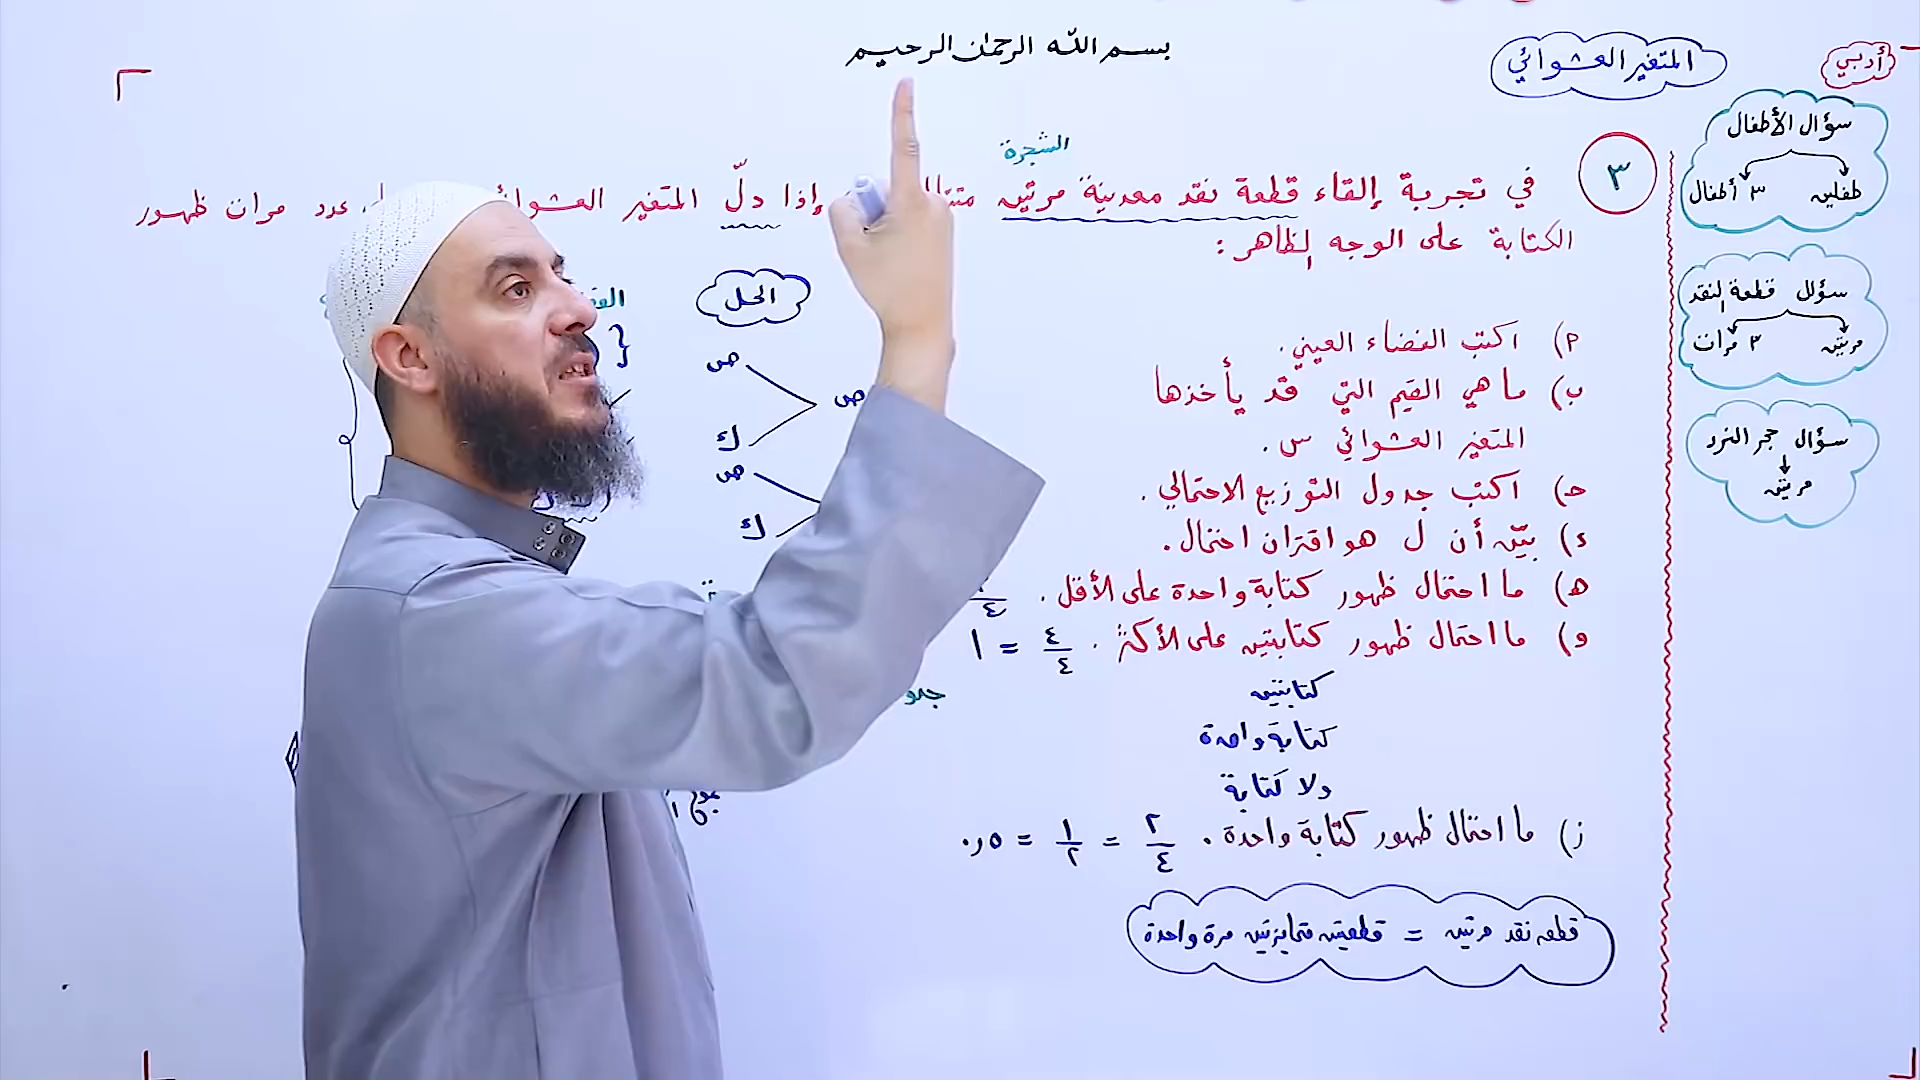 بسم الله الرحمن الرحيم
المتغير العشوائي
أدبي
سؤال الأطفال
طفلين ٣ أطفال
سؤال قطعة النقد
مرتين ٣ مرات
سؤال حجر النرد
مرتين
الشجرة
٣
في تجربة إلقاء قطعة نقد معدنية مرتين إذا دلّ المتغير عدد مرات ظهور
الكتابة على الوجه الظاهر :
الحل
ص
ك
ص
ص
ك
أ) اكتب الفضاء العيني.
ب) ما هي القيم التي قد يأخذها
المتغير العشوائي س.
حـ) اكتب جدول التوزيع الاحتمالي.
ء) بيّن أن ل هو اقتران احتمال.
هـ) ما احتمال ظهور كتابة واحدة على الأقل.
و) ما احتمال ظهور كتابتين على الأكثر. ٤/٤ = ١
كتابتين
كتابة واحدة
ولا كتابة
ز) ما احتمال ظهور كتابة واحدة. ٢/٤ = ١/٢ = ٠,٥
قطعه نقد مرتين = قطعتين متمايزتين مرة واحدة